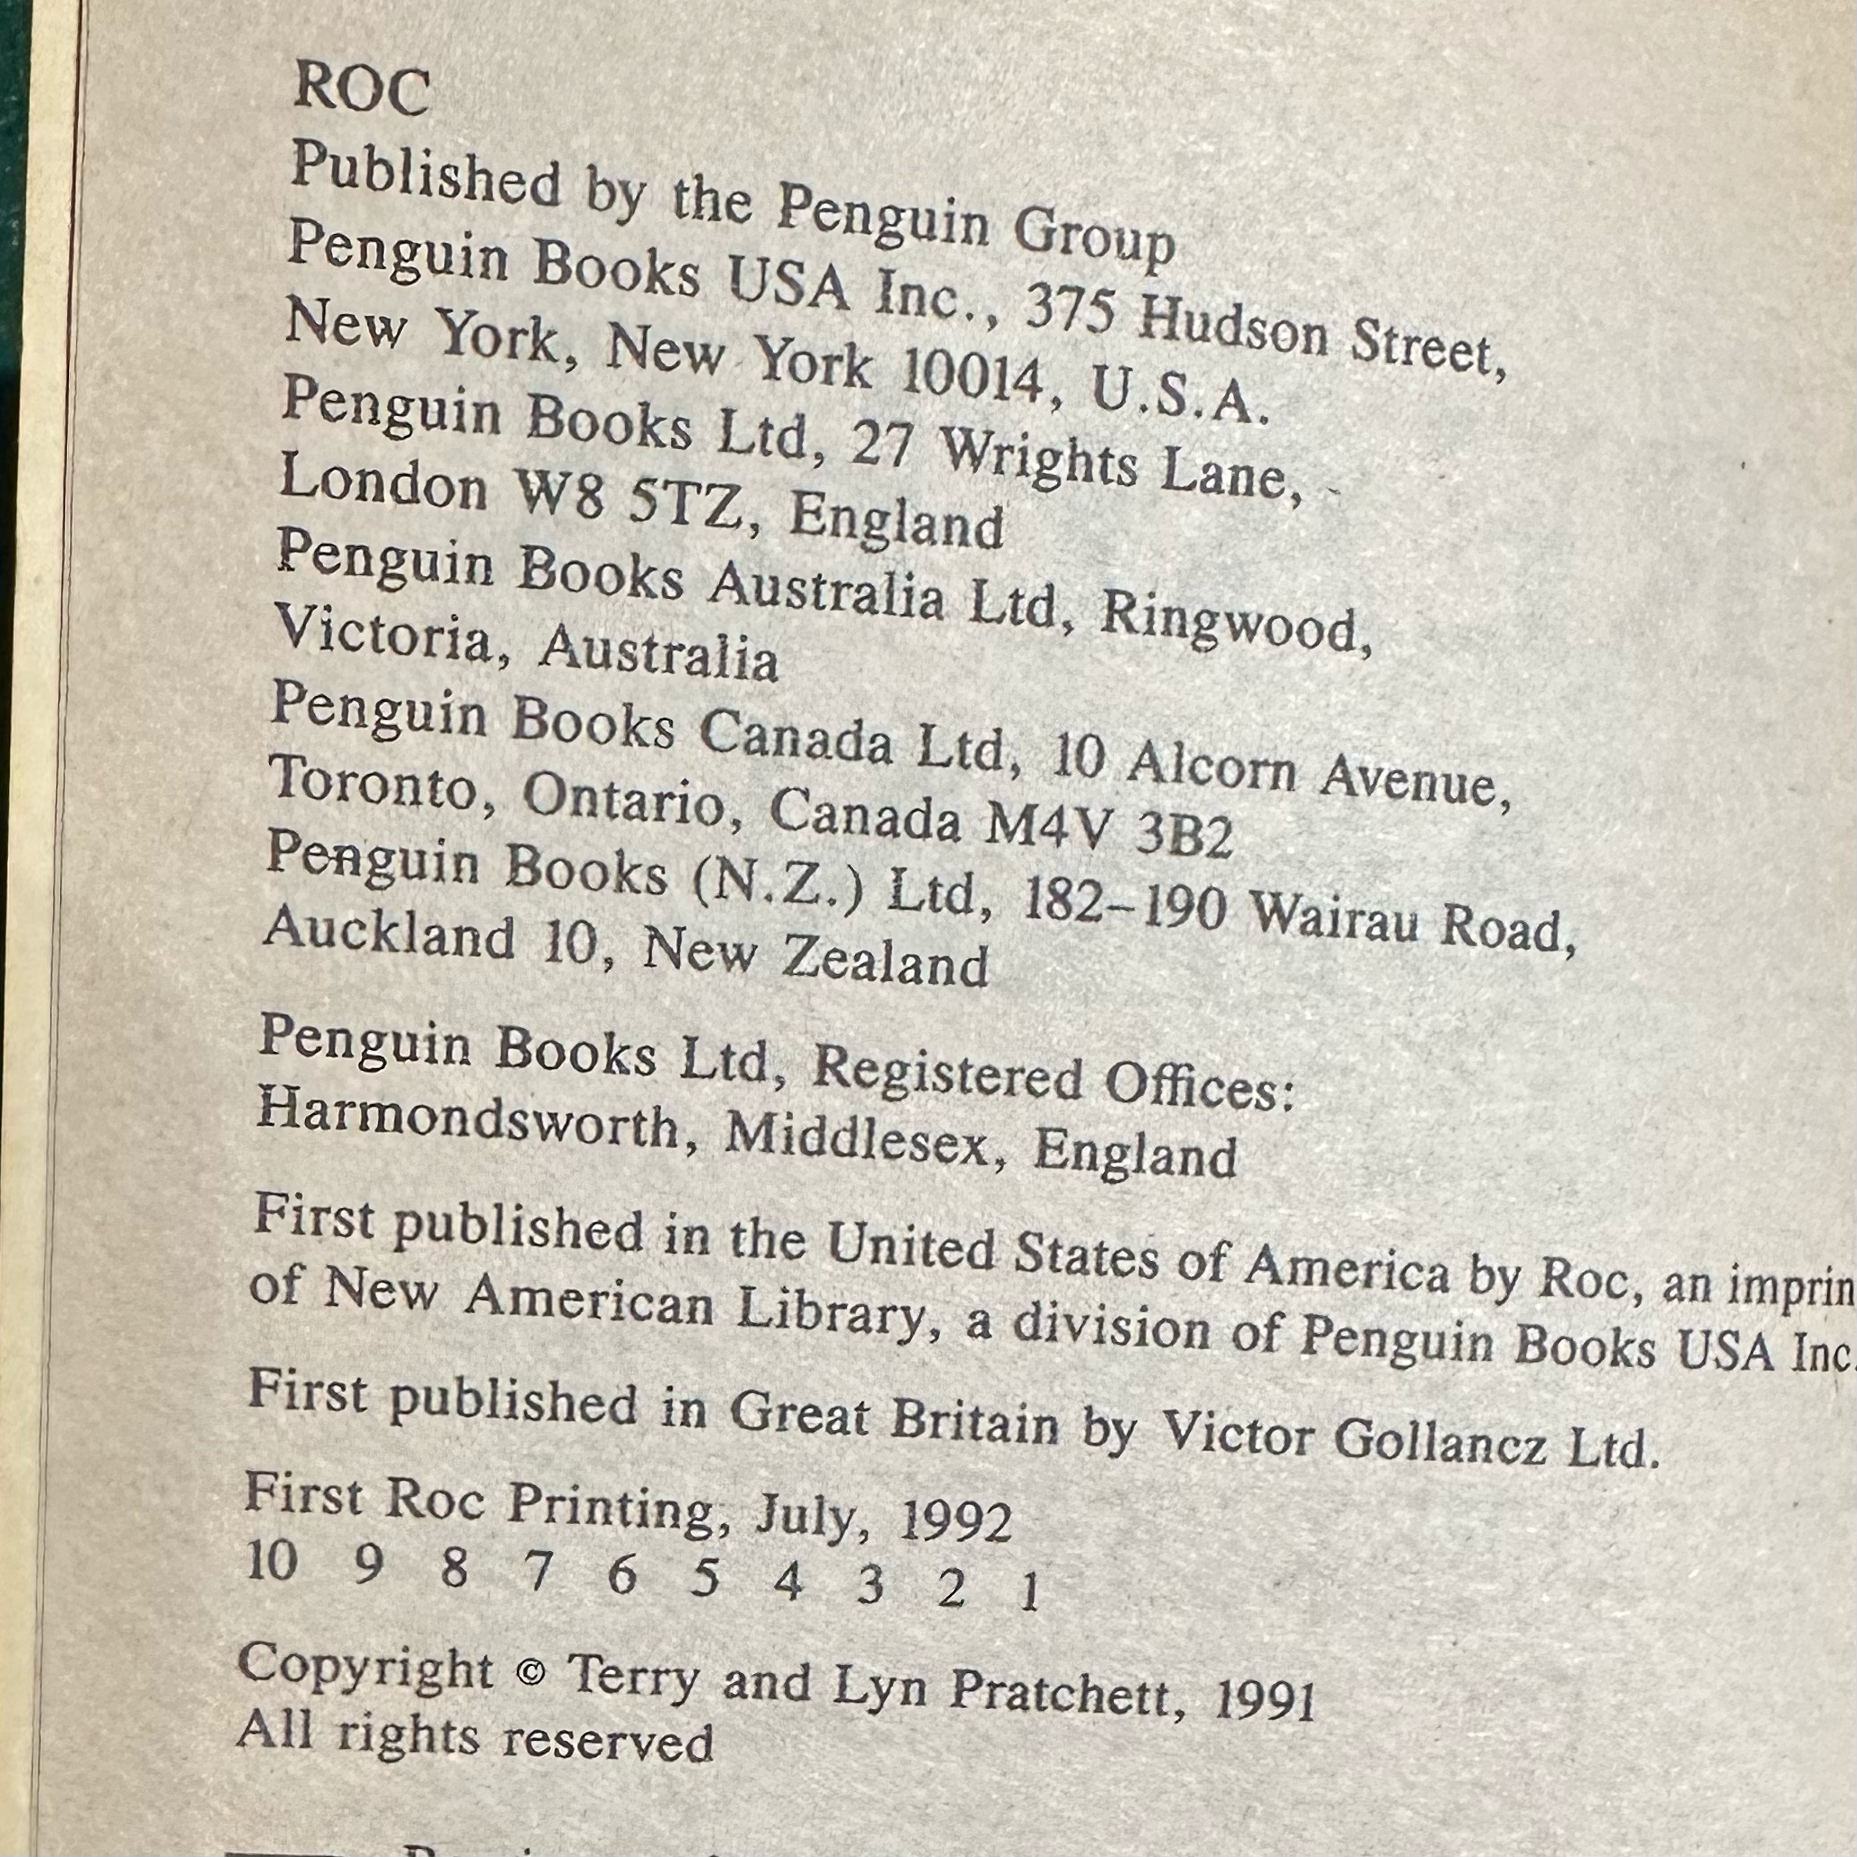 ROC
Published by the Penguin Group
Penguin Books USA Inc., 375 Hudson Street,
New York, New York 10014, U.S.A.
Penguin Books Ltd, 27 Wrights Lane,
London W8 5TZ, England
Penguin Books Australia Ltd, Ringwood,
Victoria, Australia
Penguin Books Canada Ltd, 10 Alcorn Avenue,
Toronto, Ontario, Canada M4V 3B2
Penguin Books (N.Z.) Ltd, 182–190 Wairau Road,
Auckland 10, New Zealand
Penguin Books Ltd, Registered Offices:
Harmondsworth, Middlesex, England
First published in the United States of America by Roc, an imprin
of New American Library, a division of Penguin Books USA Inc.
First published in Great Britain by Victor Gollancz Ltd.
First Roc Printing, July, 1992
10 9 8 7 6 5 4 3 2 1
Copyright © Terry and Lyn Pratchett, 1991
All rights reserved